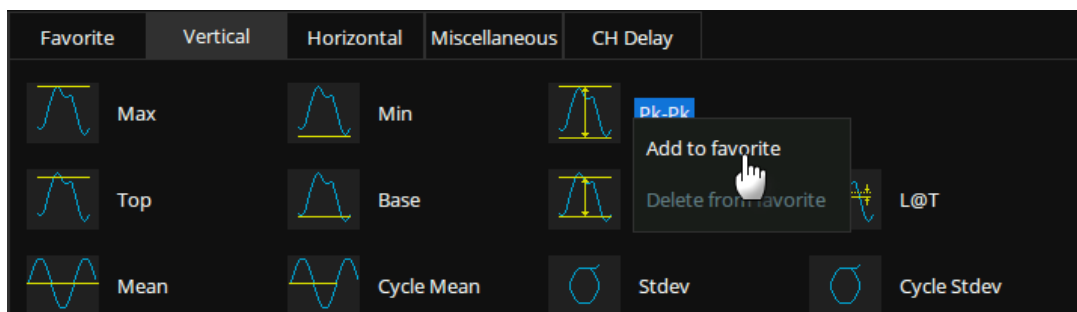 Favorite Vertical Horizontal Miscellaneous CH Delay
Max Min Pk-Pk
Add to favorite
Top Base Delete from favorite L@T
Mean Cycle Mean Stdev Cycle Stdev